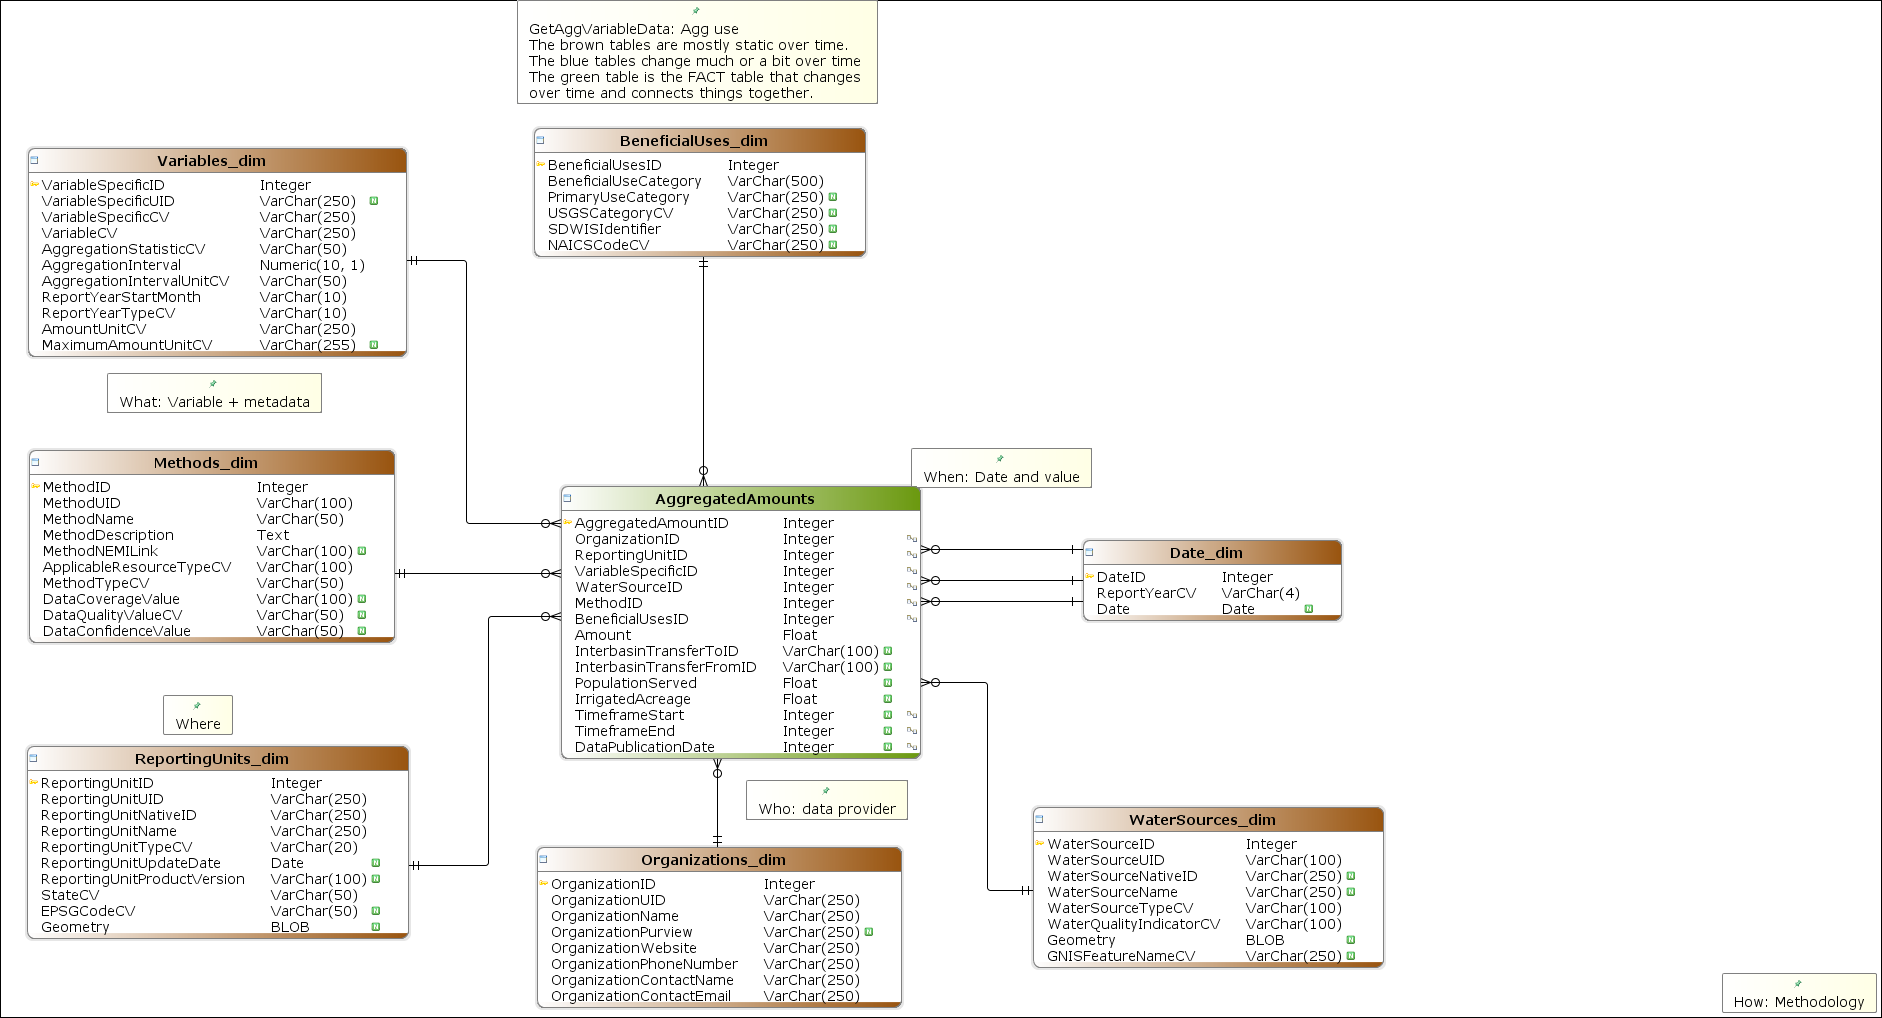 GetAggVariableData: Agg use
The brown tables are mostly static over time.
The blue tables change much or a bit over time
The green table is the FACT table that changes
over time and connects things together.
Variables_dim
VariableSpecificID Integer
VariableSpecificUID VarChar(250) N
VariableSpecificCV VarChar(250)
VariableCV VarChar(250)
AggregationStatisticCV VarChar(50)
AggregationInterval Numeric(10, 1)
AggregationIntervalUnitCV VarChar(50)
ReportYearStartMonth VarChar(10)
ReportYearTypeCV VarChar(10)
AmountUnitCV VarChar(250)
MaximumAmountUnitCV VarChar(255) N
BeneficialUses_dim
BeneficialUsesID Integer
BeneficialUseCategory VarChar(500)
PrimaryUseCategory VarChar(250) N
USGSCategoryCV VarChar(250) N
SDWISIdentifier VarChar(250) N
NAICSCodeCV VarChar(250) N
What: Variable + metadata
Methods_dim
MethodID Integer
MethodUID VarChar(100)
MethodName VarChar(50)
MethodDescription Text
MethodNEMILink VarChar(100) N
ApplicableResourceTypeCV VarChar(100)
MethodTypeCV VarChar(50)
DataCoverageValue VarChar(100) N
DataQualityValueCV VarChar(50) N
DataConfidenceValue VarChar(50) N
When: Date and value
AggregatedAmounts
AggregatedAmountID Integer
OrganizationID Integer
ReportingUnitID Integer
VariableSpecificID Integer
WaterSourceID Integer
MethodID Integer
BeneficialUsesID Integer
Amount Float
InterbasinTransferToID VarChar(100) N
InterbasinTransferFromID VarChar(100) N
PopulationServed Float N
IrrigatedAcreage Float N
TimeframeStart Integer N
TimeframeEnd Integer N
DataPublicationDate Integer N
Date_dim
DateID Integer
ReportYearCV VarChar(4)
Date Date N
Where
ReportingUnits_dim
ReportingUnitID Integer
ReportingUnitUID VarChar(250)
ReportingUnitNativeID VarChar(250)
ReportingUnitName VarChar(250)
ReportingUnitTypeCV VarChar(20)
ReportingUnitUpdateDate Date N
ReportingUnitProductVersion VarChar(100) N
StateCV VarChar(50)
EPSGCodeCV VarChar(50) N
Geometry BLOB N
Who: data provider
Organizations_dim
OrganizationID Integer
OrganizationUID VarChar(250)
OrganizationName VarChar(250)
OrganizationPurview VarChar(250) N
OrganizationWebsite VarChar(250)
OrganizationPhoneNumber VarChar(250)
OrganizationContactName VarChar(250)
OrganizationContactEmail VarChar(250)
WaterSources_dim
WaterSourceID Integer
WaterSourceUID VarChar(100)
WaterSourceNativeID VarChar(250) N
WaterSourceName VarChar(250) N
WaterSourceTypeCV VarChar(100)
WaterQualityIndicatorCV VarChar(100)
Geometry BLOB N
GNISFeatureNameCV VarChar(250) N
How: Methodology